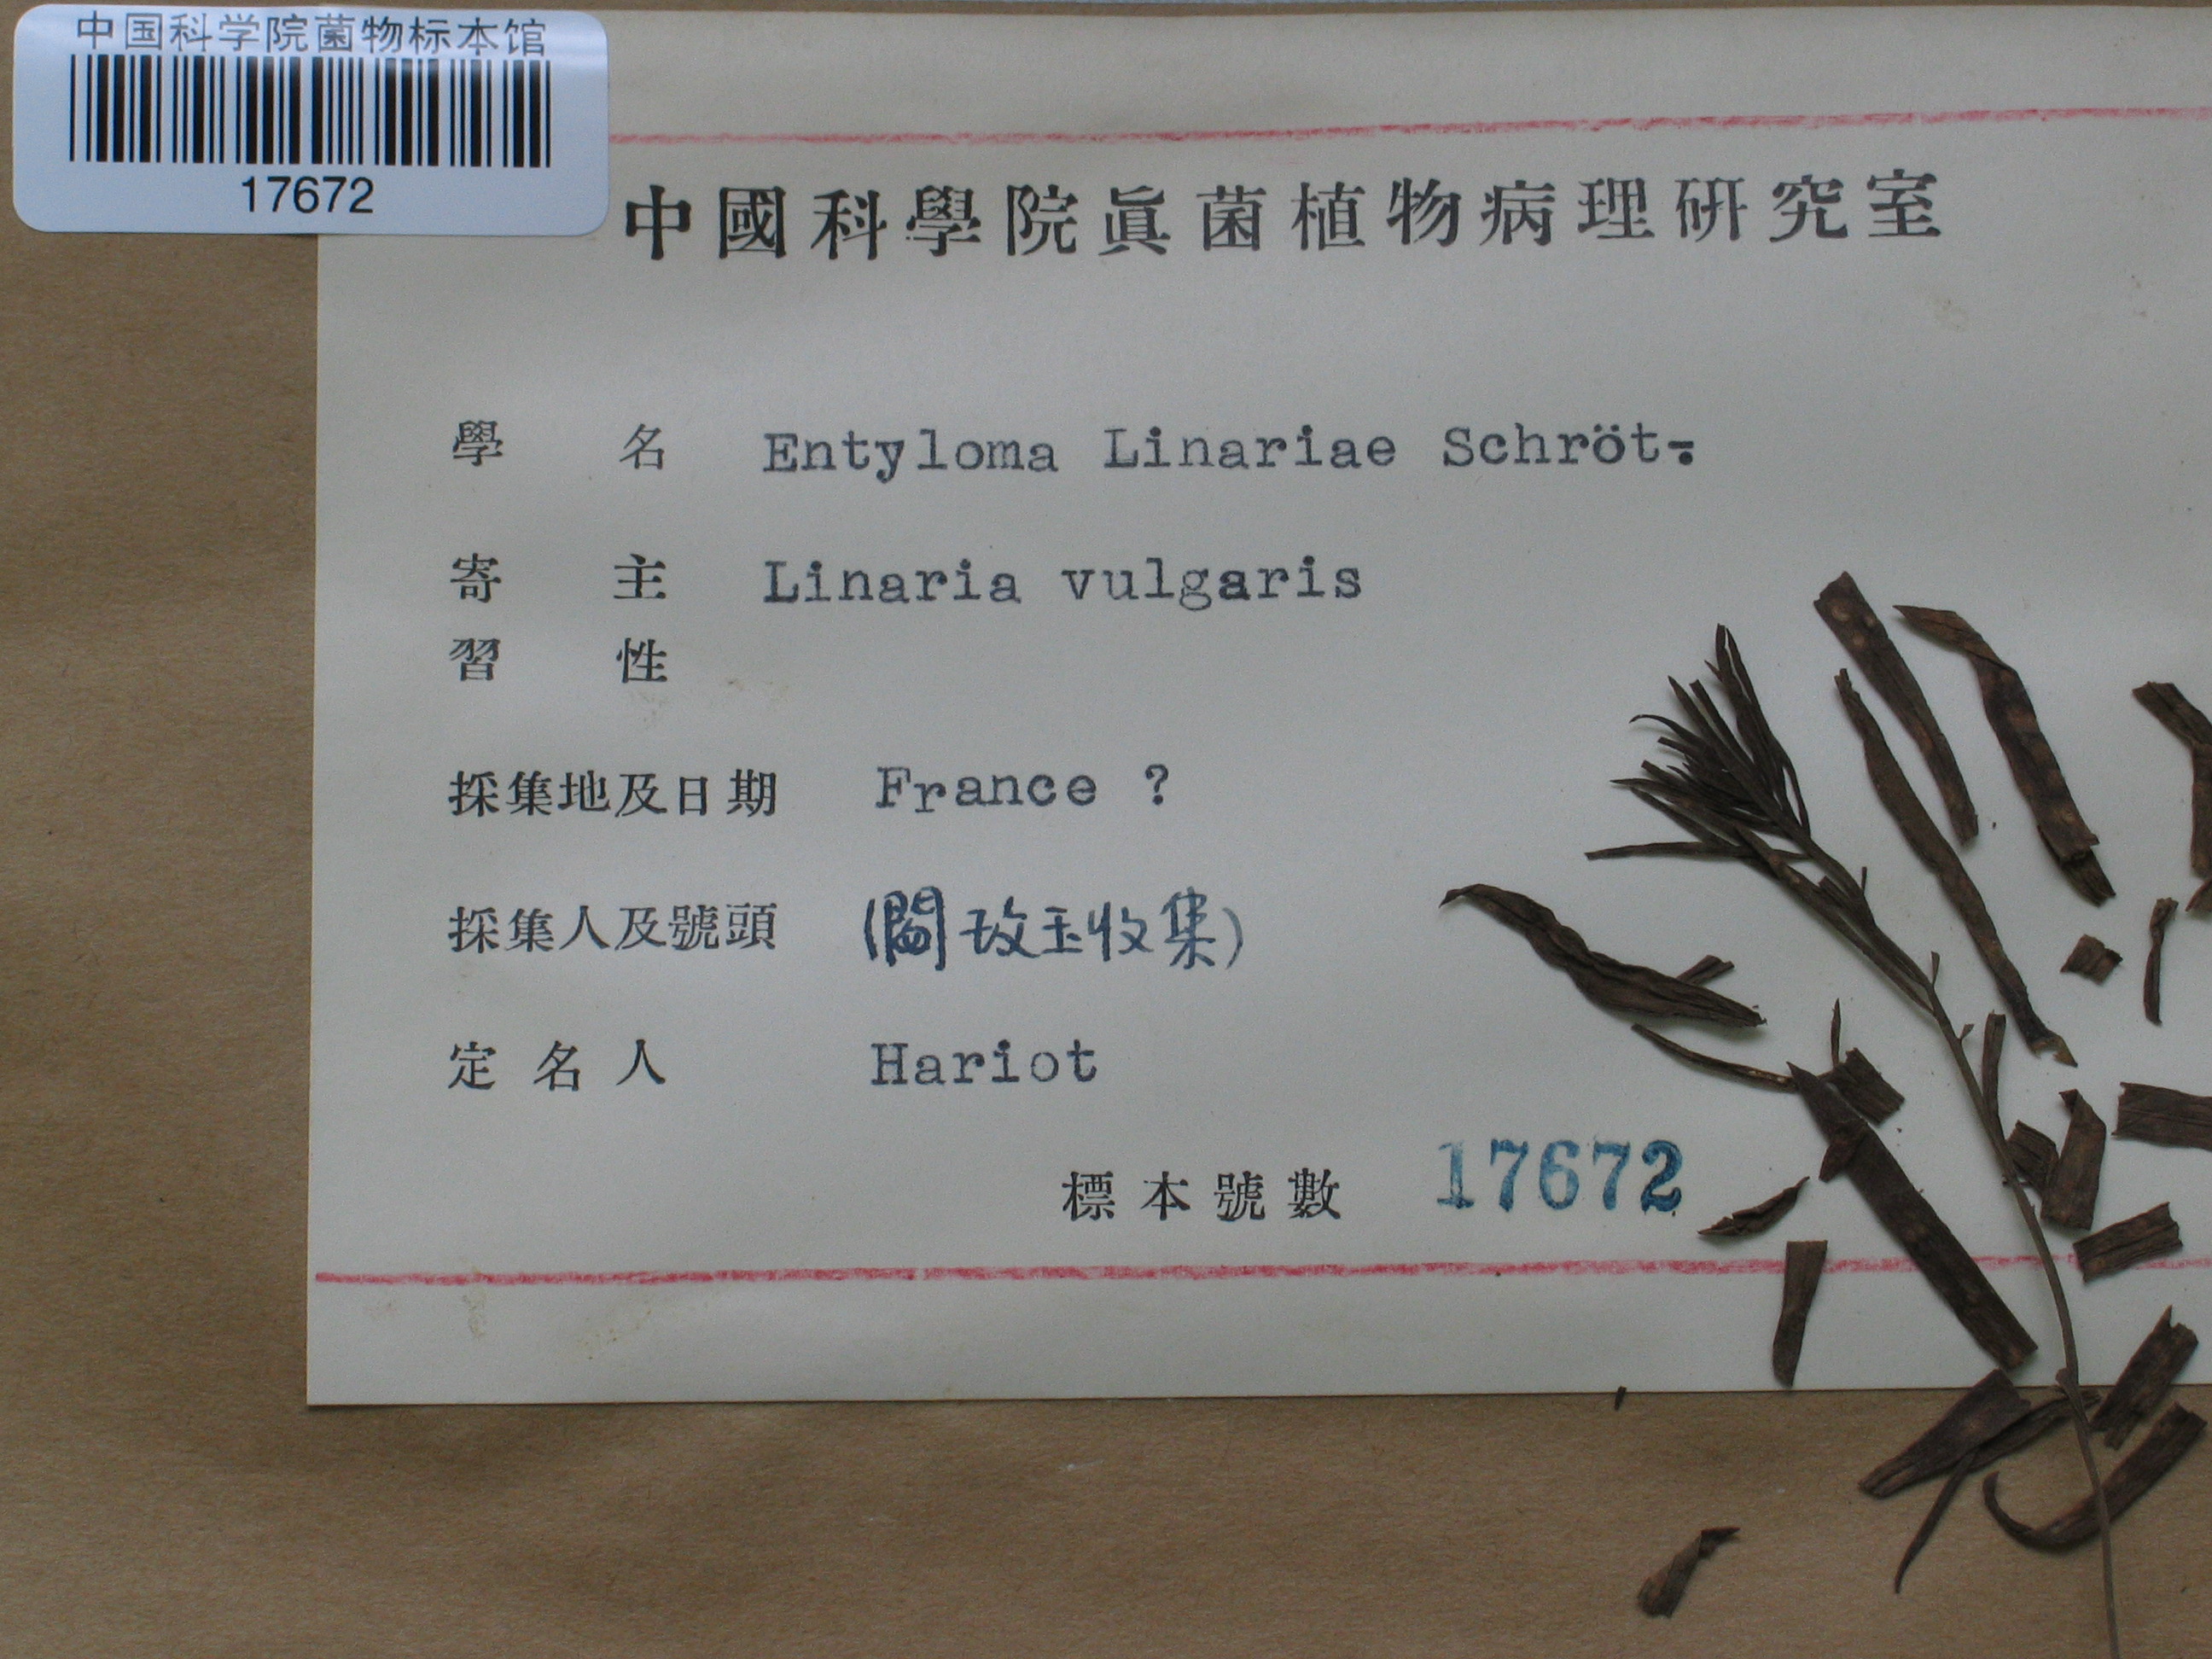 中国科学院菌物标本馆
17672
中國科學院眞菌植物病理研究室
學名 Entyloma Linariae Schröt.
寄主 Linaria vulgaris
習性
採集地及日期 France ?
採集人及號頭 (閻玫玉收集)
定名人 Hariot
標本號數 17672